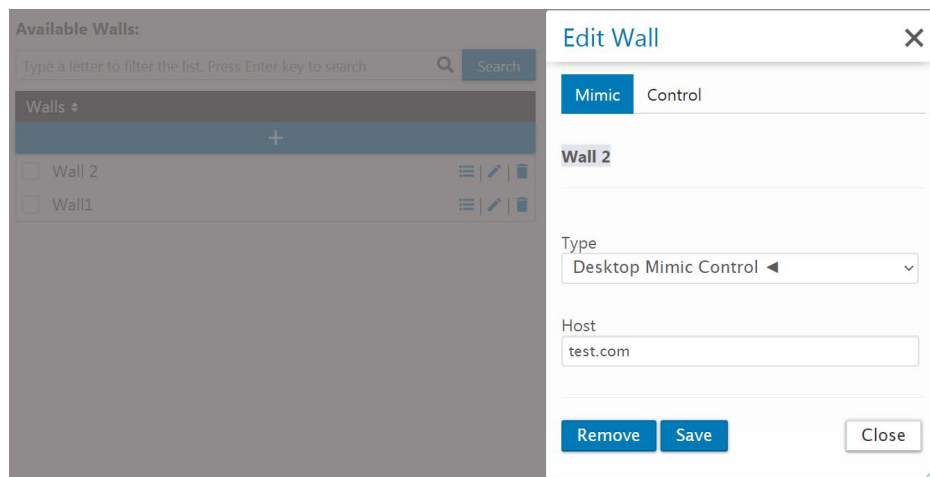 Available Walls:
Type a letter to filter the list. Press Enter key to search
Search
Walls
Wall 2
Wall1
Edit Wall
Mimic Control
Wall 2
Type
Desktop Mimic Control ◄
Host
test.com
Remove Save Close